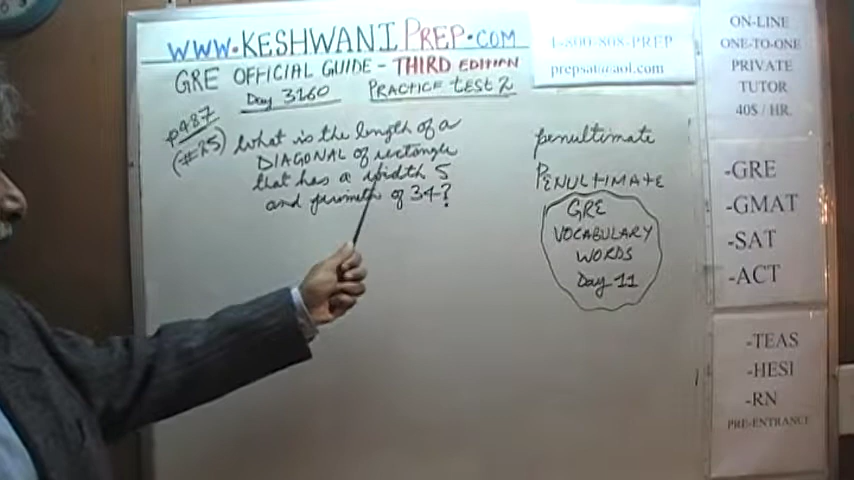 WWW.KESHWANIPREP.COM
GRE OFFICIAL GUIDE - THIRD EDITION
Day 3160 PRACTICE TEST 2
p487
(#25)
What is the length of a
DIAGONAL of rectangle
that has a width 5
and perimeter of 34?
penultimate
PENULTIMATE
GRE
VOCABULARY
WORDS
Day 11
1-800-808-PREP
prepsat@aol.com
ON-LINE
ONE-TO-ONE
PRIVATE
TUTOR
40$ / HR.
-GRE
-GMAT
-SAT
-ACT
-TEAS
-HESI
-RN
PRE-ENTRANCE